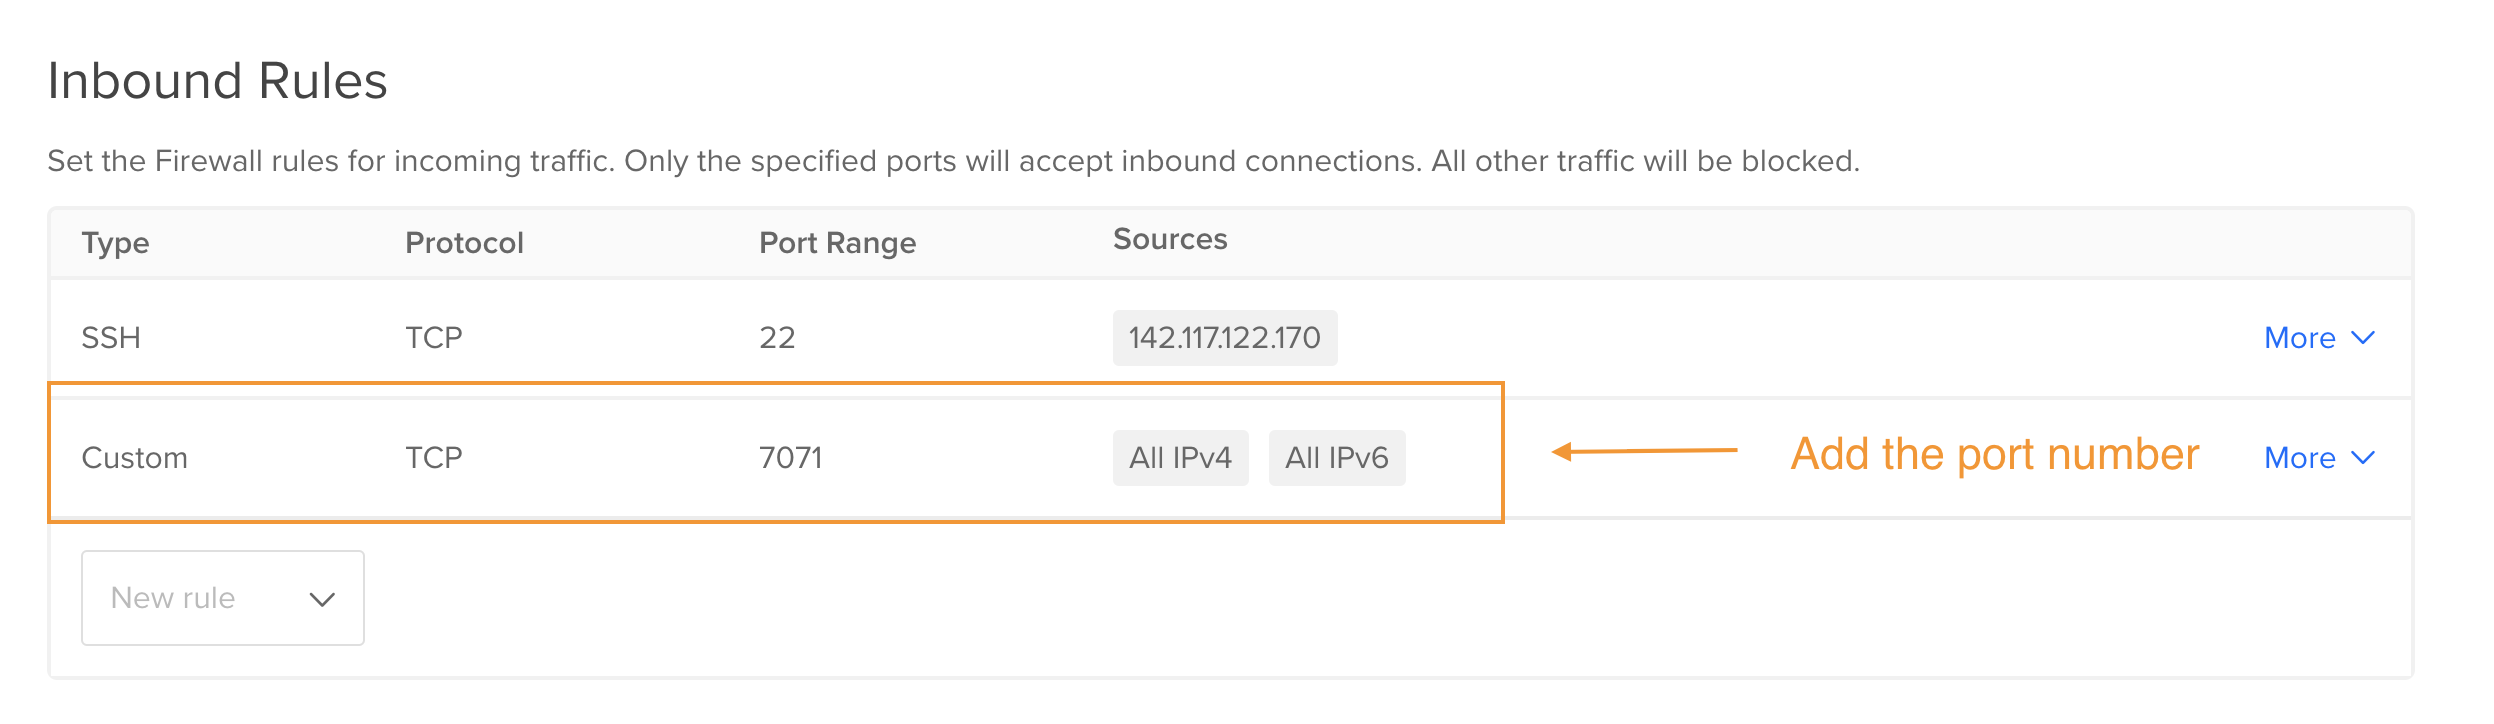 Inbound Rules
Set the Firewall rules for incoming traffic. Only the specified ports will accept inbound connections. All other traffic will be blocked.
Type Protocol Port Range Sources
SSH TCP 22 142.117.122.170 More
Custom TCP 7071 All IPv4 All IPv6 Add the port number More
New rule